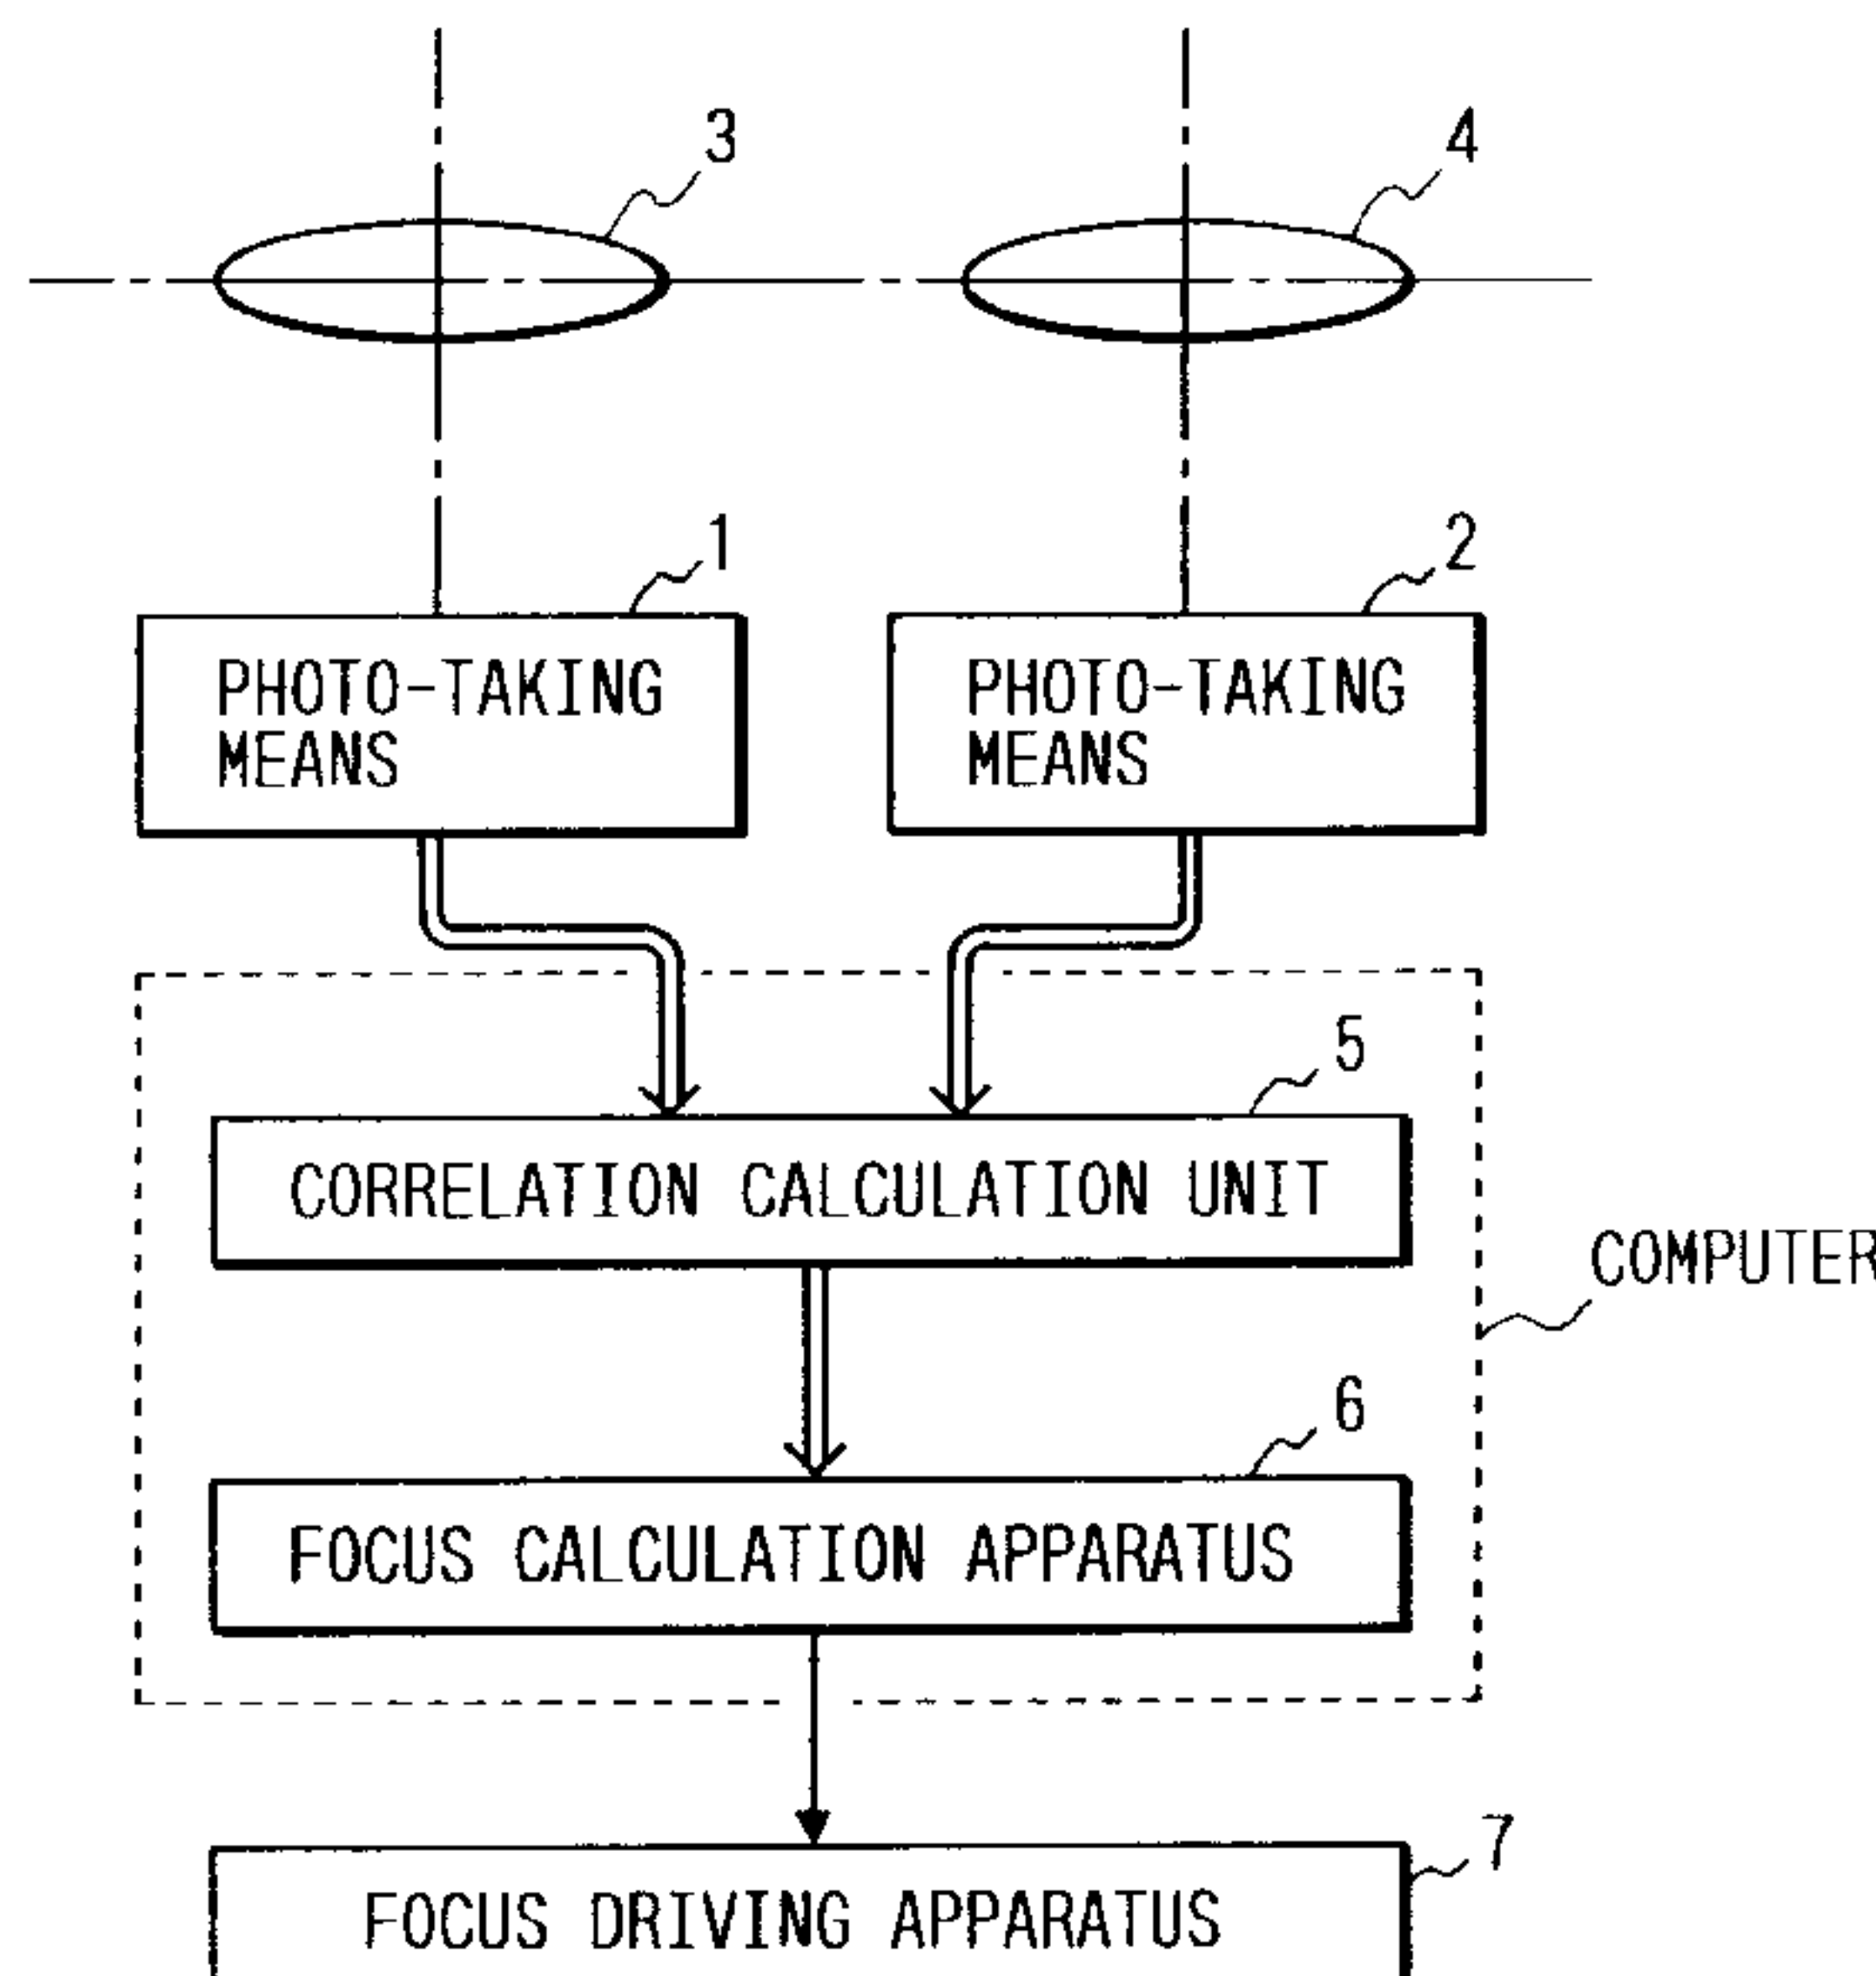 3
4
1
2
PHOTO-TAKING
MEANS
PHOTO-TAKING
MEANS
5
CORRELATION CALCULATION UNIT
COMPUTER
6
FOCUS CALCULATION APPARATUS
7
FOCUS DRIVING APPARATUS